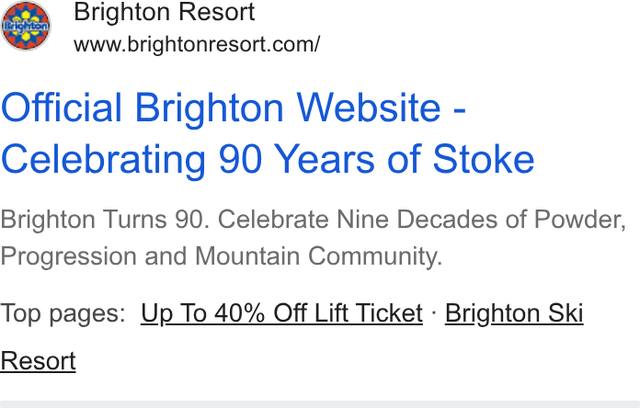 Brighton
Brighton Resort
www.brightonresort.com/
Official Brighton Website -
Celebrating 90 Years of Stoke
Brighton Turns 90. Celebrate Nine Decades of Powder,
Progression and Mountain Community.
Top pages: Up To 40% Off Lift Ticket · Brighton Ski
Resort